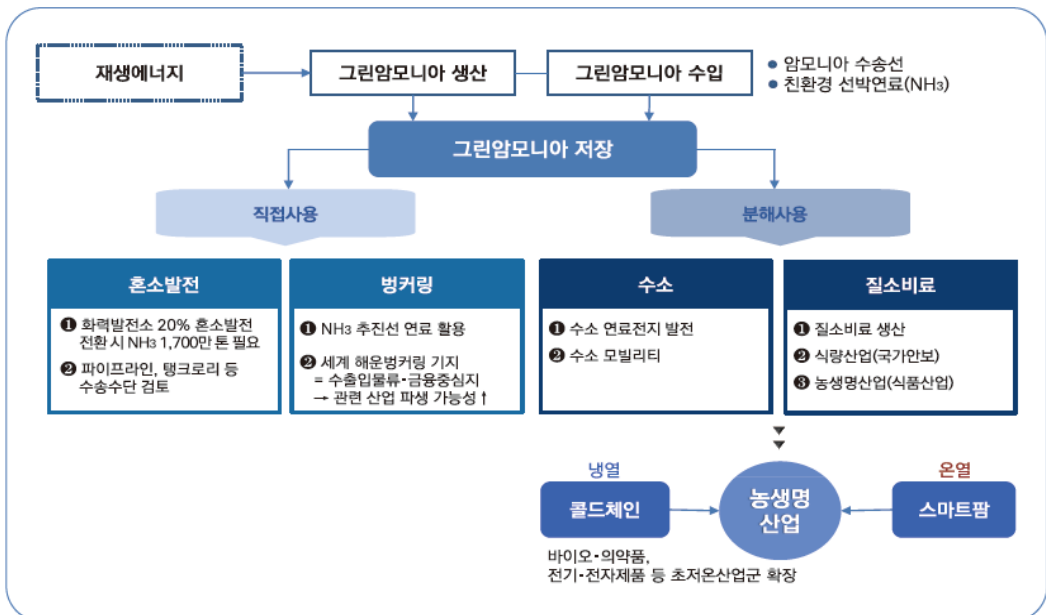 재생에너지
그린암모니아 생산
그린암모니아 수입
• 암모니아 수송선
• 친환경 선박연료(NH₃)
그린암모니아 저장
직접사용
분해사용
혼소발전
❶ 화력발전소 20% 혼소발전
전환 시 NH₃ 1,700만 톤 필요
❷ 파이프라인, 탱크로리 등
수송수단 검토
벙커링
❶ NH₃ 추진선 연료 활용
❷ 세계 해운벙커링 기지
= 수출입물류·금융중심지
→ 관련 산업 파생 가능성↑
수소
❶ 수소 연료전지 발전
❷ 수소 모빌리티
질소비료
❶ 질소비료 생산
❷ 식량산업(국가안보)
❸ 농생명산업(식품산업)
냉열
콜드체인
농생명
산업
온열
스마트팜
바이오·의약품,
전기·전자제품 등 초저온산업군 확장